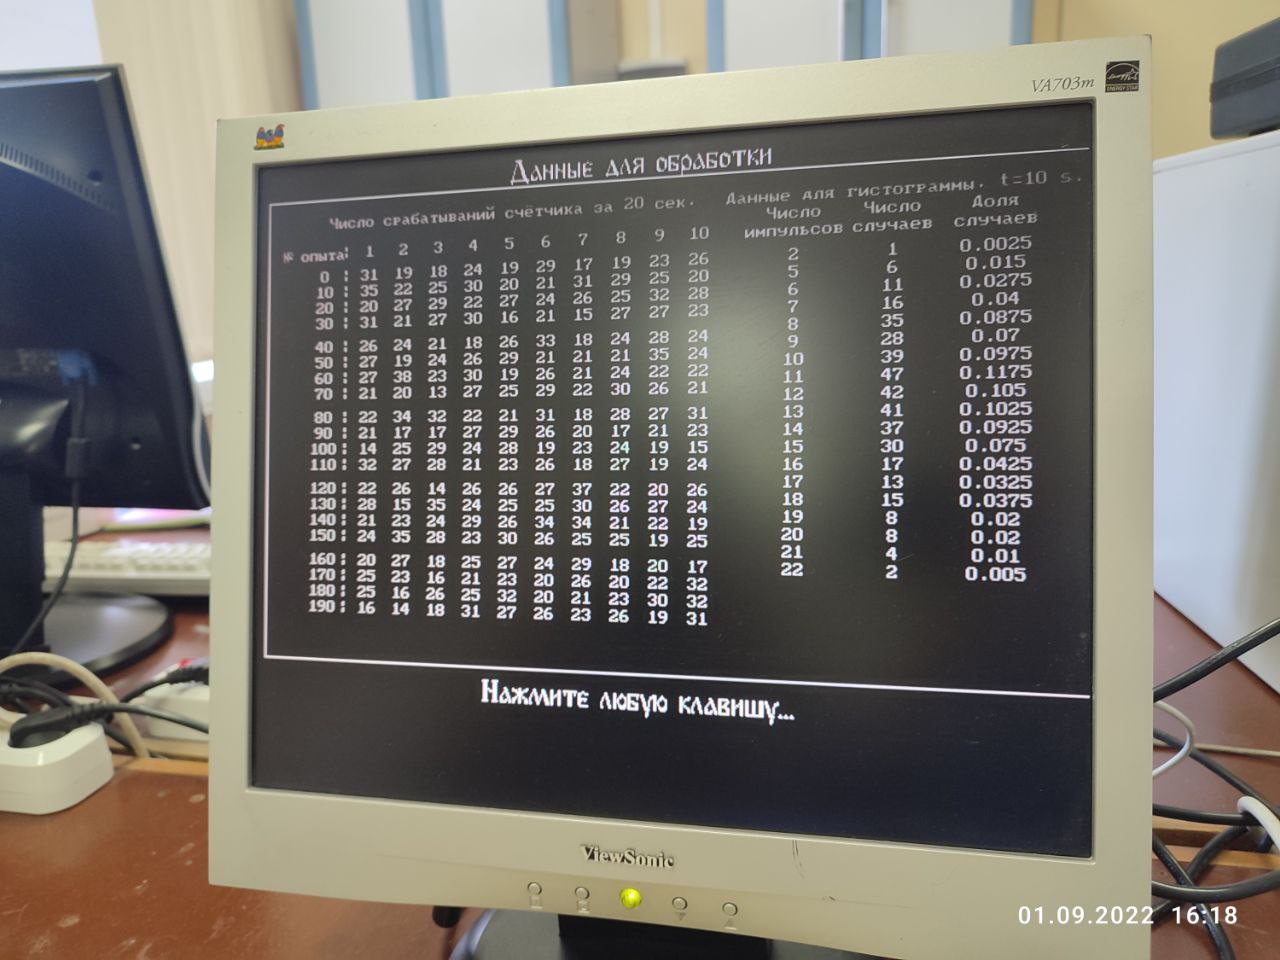 VA703m
ENERGY STAR
Данные для обработки
Число срабатываний счётчика за 20 сек.
№ опыта: 1 2 3 4 5 6 7 8 9 10
0 : 31 19 18 24 19 29 17 19 23 26
10 : 35 22 25 30 20 21 31 29 25 20
20 : 20 27 29 22 27 24 26 25 32 28
30 : 31 21 27 30 16 21 15 27 27 23
40 : 26 24 21 18 26 33 18 24 28 24
50 : 27 19 24 26 29 21 21 21 35 24
60 : 27 38 23 30 19 26 21 24 22 22
70 : 21 20 13 27 25 29 22 30 26 21
80 : 22 34 32 22 21 31 18 28 27 31
90 : 21 17 17 27 29 26 20 17 21 23
100 : 14 25 29 24 28 19 23 24 19 15
110 : 32 27 28 21 23 26 18 27 19 24
120 : 22 26 14 26 26 27 37 22 20 26
130 : 28 15 35 24 25 25 30 26 27 24
140 : 21 23 24 29 26 34 34 21 22 19
150 : 24 35 28 23 30 26 25 25 19 25
160 : 20 27 18 25 27 24 29 18 20 17
170 : 25 23 16 21 23 20 26 20 22 32
180 : 25 16 26 25 32 20 21 23 30 32
190 : 16 14 18 31 27 26 23 26 19 31
Данные для гистограммы. t=10 s.
Число Число Доля
импульсов случаев случаев
2 1 0.0025
5 6 0.015
6 11 0.0275
7 16 0.04
8 35 0.0875
9 28 0.07
10 39 0.0975
11 47 0.1175
12 42 0.105
13 41 0.1025
14 37 0.0925
15 30 0.075
16 17 0.0425
17 13 0.0325
18 15 0.0375
19 8 0.02
20 8 0.02
21 4 0.01
22 2 0.005
Нажмите любую клавишу...
ViewSonic
01.09.2022 16:18